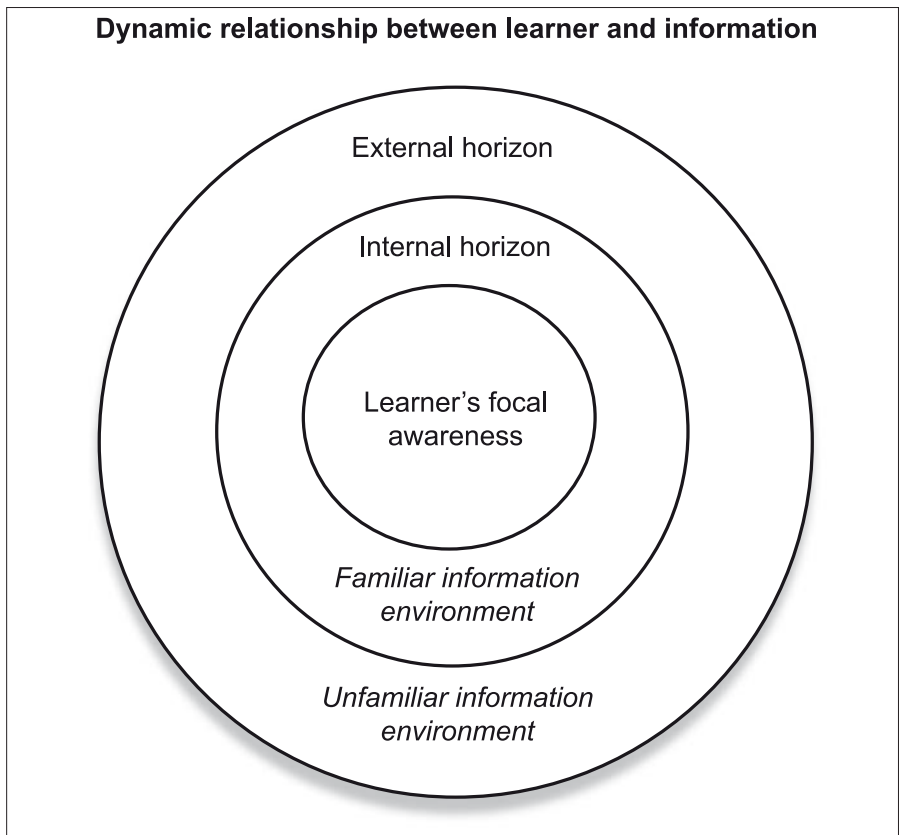 Dynamic relationship between learner and information
External horizon
Internal horizon
Learner’s focal
awareness
Familiar information
environment
Unfamiliar information
environment